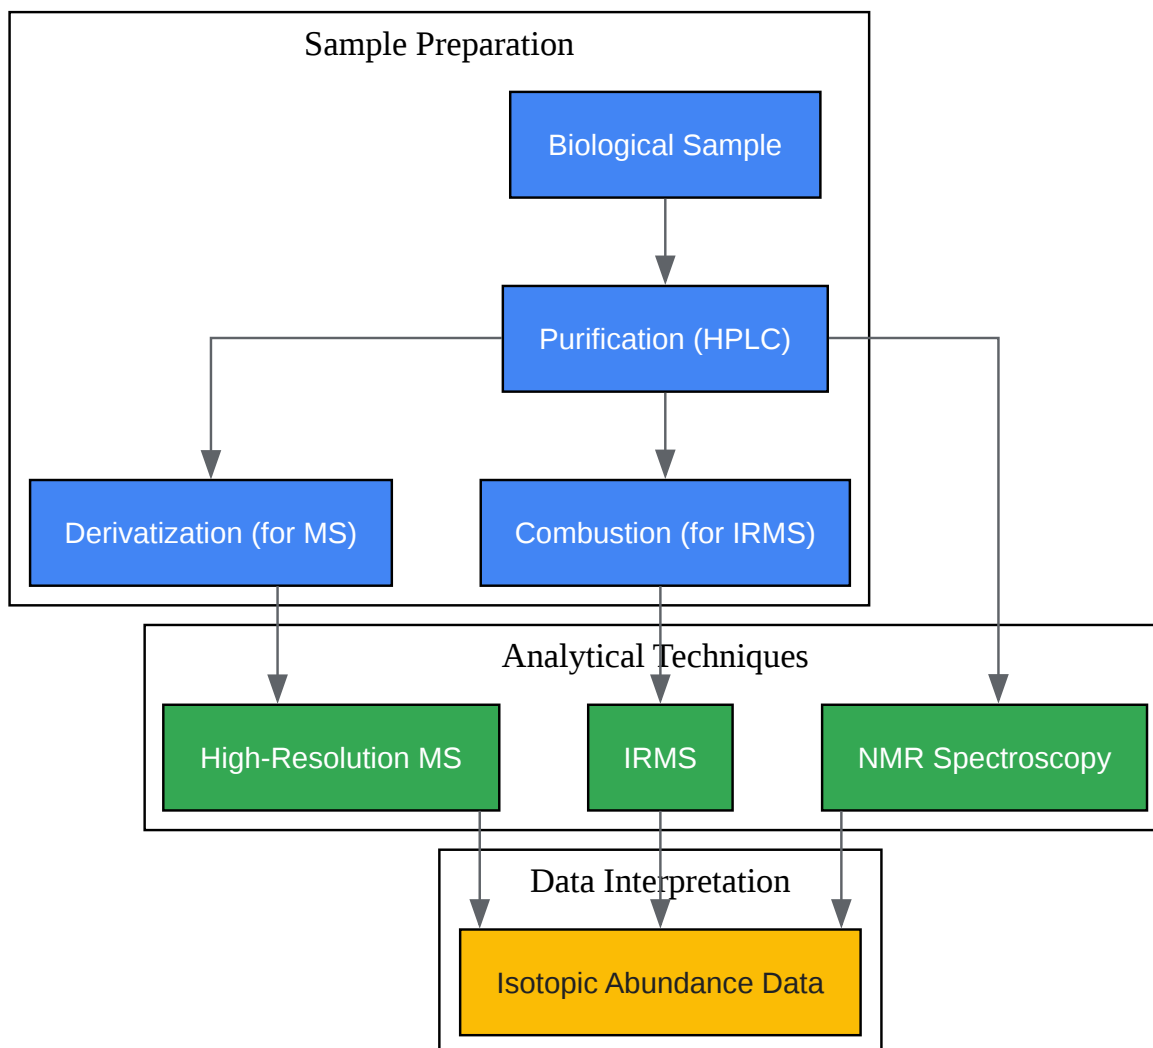 Sample Preparation
Biological Sample
Purification (HPLC)
Derivatization (for MS)
Combustion (for IRMS)
Analytical Techniques
High-Resolution MS
IRMS
NMR Spectroscopy
Data Interpretation
Isotopic Abundance Data